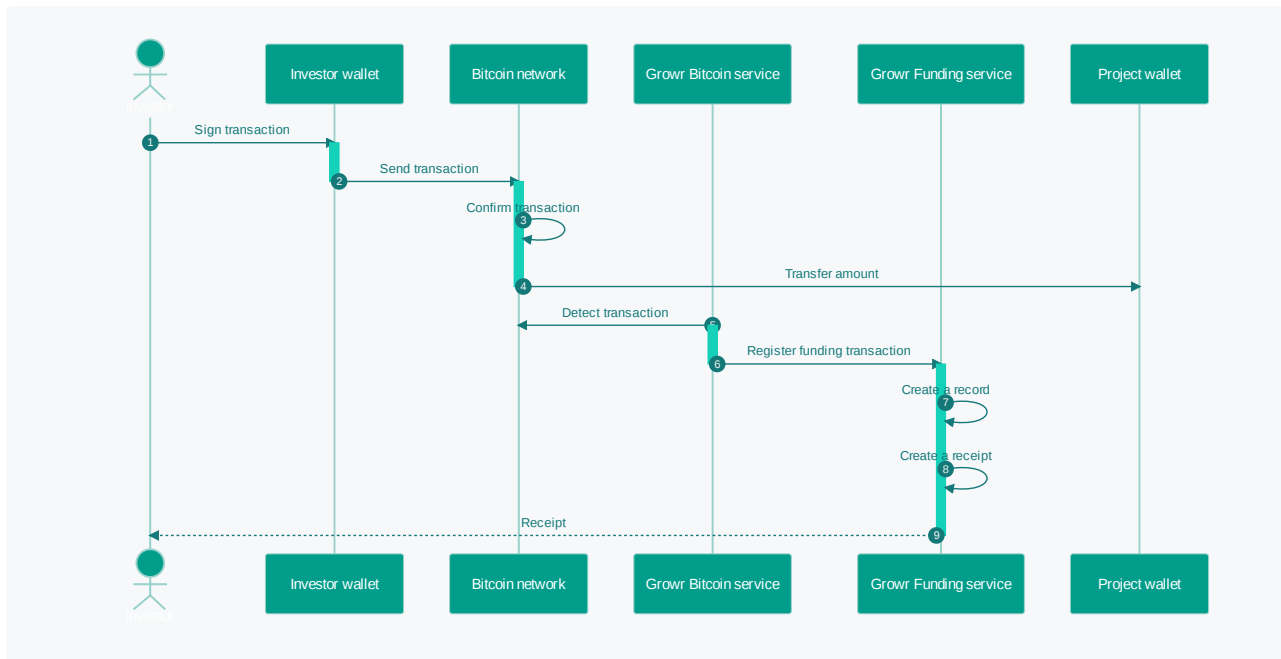 Investor wallet
Bitcoin network
Growr Bitcoin service
Growr Funding service
Project wallet
Investor
Sign transaction
1
Send transaction
2
Confirm transaction
3
Transfer amount
4
Detect transaction
5
Register funding transaction
6
Create a record
7
Create a receipt
8
Receipt
9
Investor wallet
Bitcoin network
Growr Bitcoin service
Growr Funding service
Project wallet
Investor